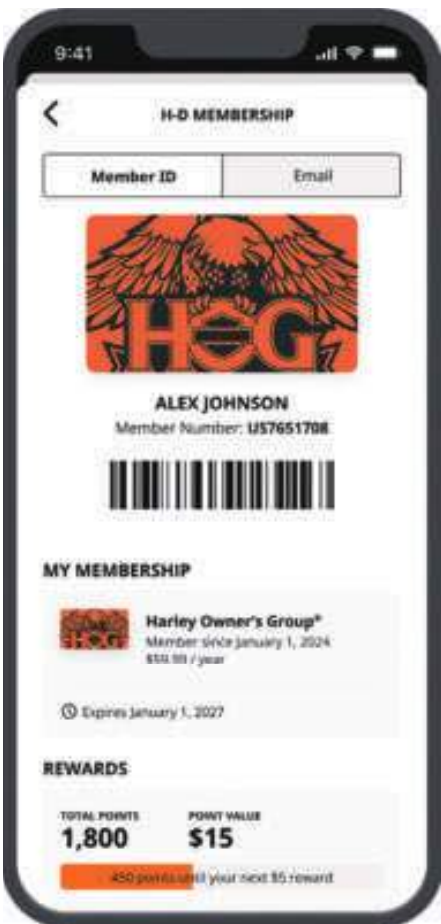 9:41
H-D MEMBERSHIP
Member ID
Email
HOG
ALEX JOHNSON
Member Number: US7651708
MY MEMBERSHIP
HOG
Harley Owner's Group®
Member since January 1, 2024
$59.99 / year
Expires January 1, 2027
REWARDS
TOTAL POINTS
POINT VALUE
1,800
$15
450 points until your next $5 reward